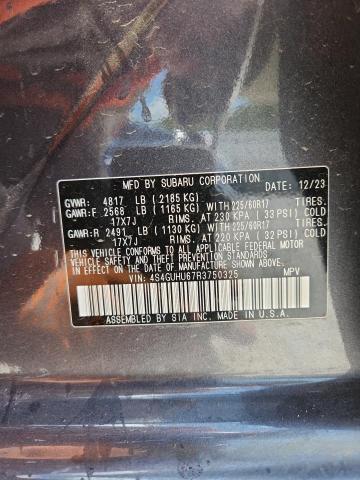 MFD BY SUBARU CORPORATION DATE: 12/23
GVWR: 4817 LB (2185 KG)
GAWR:F 2568 LB (1165 KG) WITH 225/60R17 TIRES.
17X7J RIMS. AT 230 KPA (33 PSI) COLD
GAWR:R 2491 LB (1130 KG) WITH 225/60R17 TIRES.
17X7J RIMS. AT 220 KPA (32 PSI) COLD
THIS VEHICLE CONFORMS TO ALL APPLICABLE FEDERAL MOTOR
VEHICLE SAFETY, BUMPER, AND THEFT PREVENTION STANDARDS
IN EFFECT ON THE DATE OF MANUFACTURE SHOWN ABOVE.
VIN: 4S4GUHU67R3750325 MPV
ASSEMBLED BY SIA INC. MADE IN U.S.A.